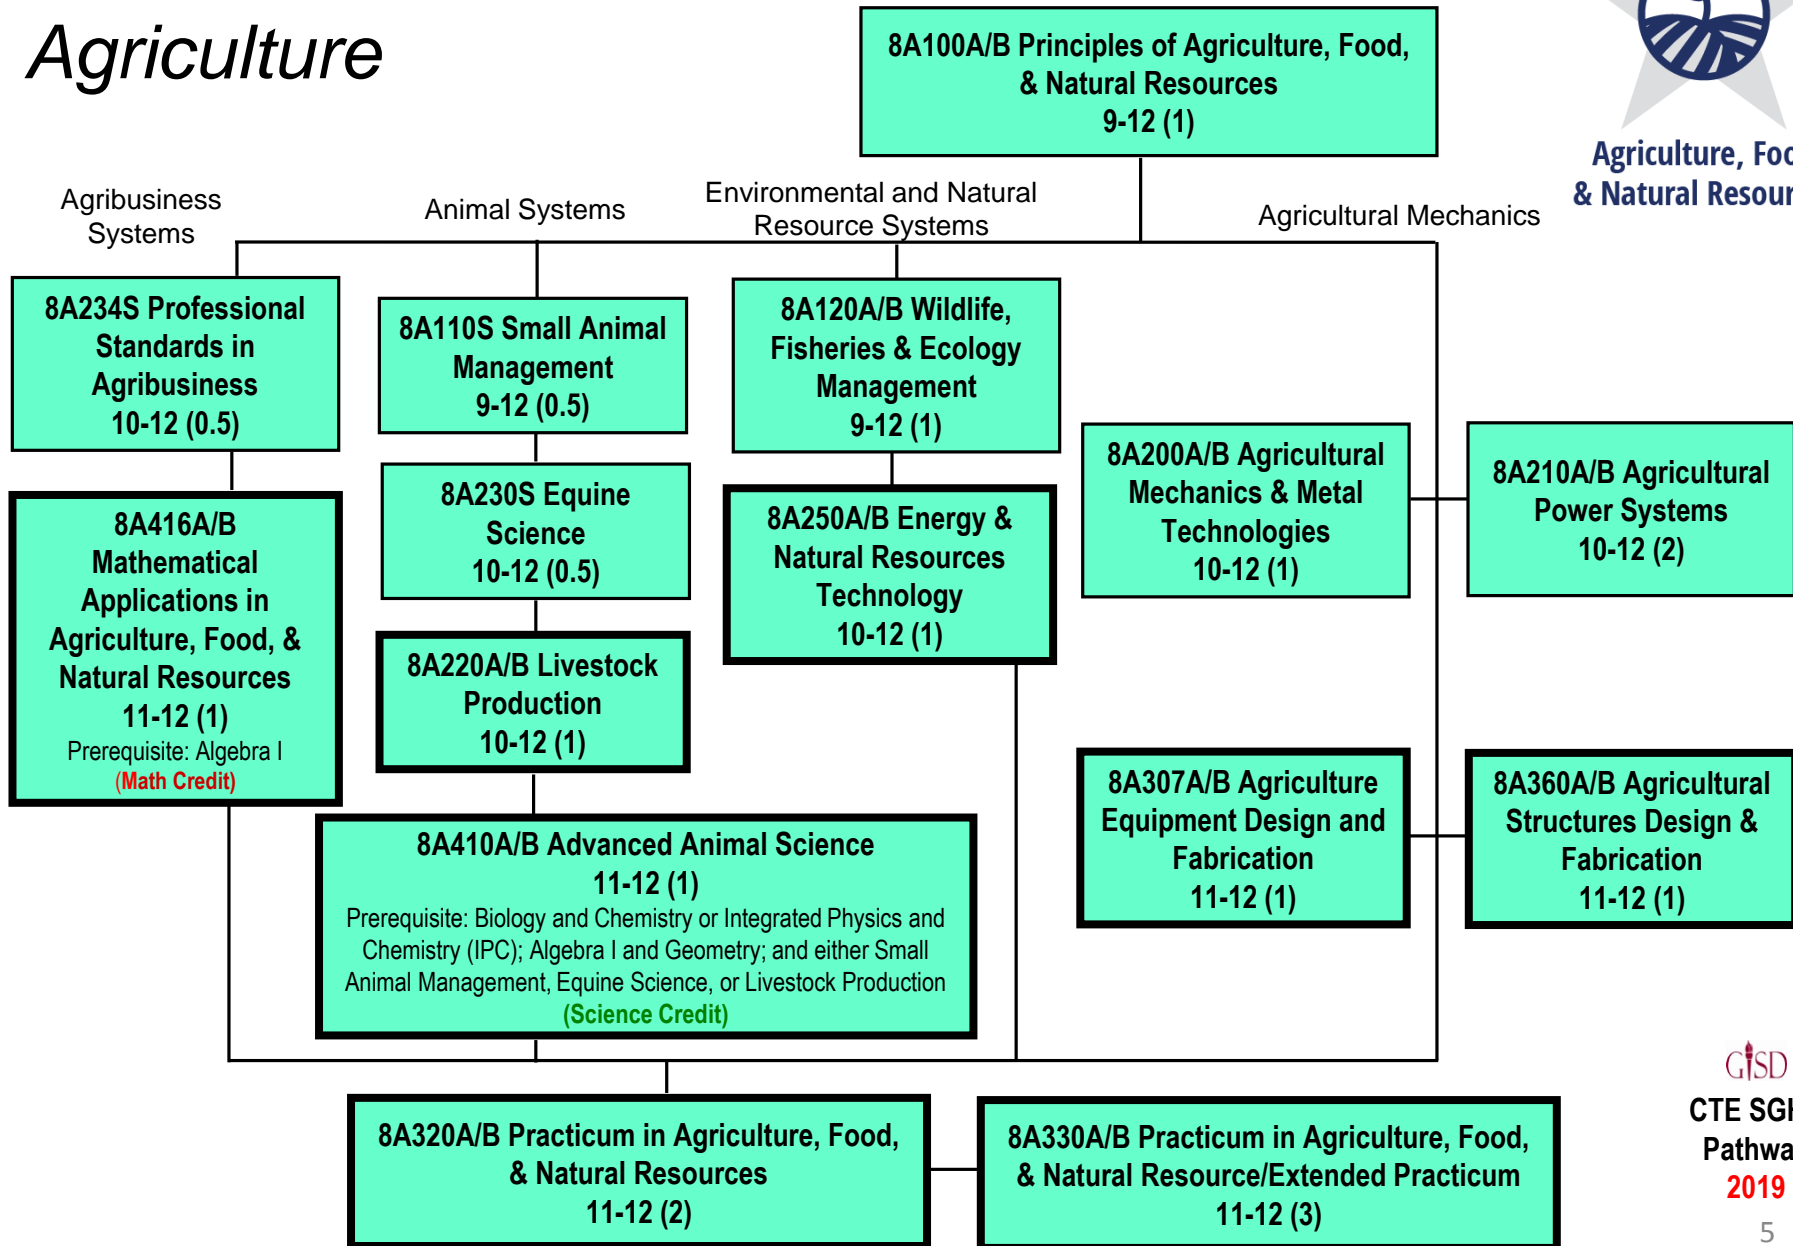 Agriculture
8A100A/B Principles of Agriculture, Food,
& Natural Resources
9-12 (1)
Agriculture, Foo
& Natural Resour
Agribusiness
Systems
Animal Systems
Environmental and Natural
Resource Systems
Agricultural Mechanics
8A234S Professional
Standards in
Agribusiness
10-12 (0.5)
8A110S Small Animal
Management
9-12 (0.5)
8A120A/B Wildlife,
Fisheries & Ecology
Management
9-12 (1)
8A200A/B Agricultural
Mechanics & Metal
Technologies
10-12 (1)
8A210A/B Agricultural
Power Systems
10-12 (2)
8A416A/B
Mathematical
Applications in
Agriculture, Food, &
Natural Resources
11-12 (1)
Prerequisite: Algebra I
(Math Credit)
8A230S Equine
Science
10-12 (0.5)
8A250A/B Energy &
Natural Resources
Technology
10-12 (1)
8A220A/B Livestock
Production
10-12 (1)
8A307A/B Agriculture
Equipment Design and
Fabrication
11-12 (1)
8A360A/B Agricultural
Structures Design &
Fabrication
11-12 (1)
8A410A/B Advanced Animal Science
11-12 (1)
Prerequisite: Biology and Chemistry or Integrated Physics and
Chemistry (IPC); Algebra I and Geometry; and either Small
Animal Management, Equine Science, or Livestock Production
(Science Credit)
8A320A/B Practicum in Agriculture, Food,
& Natural Resources
11-12 (2)
8A330A/B Practicum in Agriculture, Food,
& Natural Resource/Extended Practicum
11-12 (3)
GISD
CTE SGH
Pathwa
2019
5